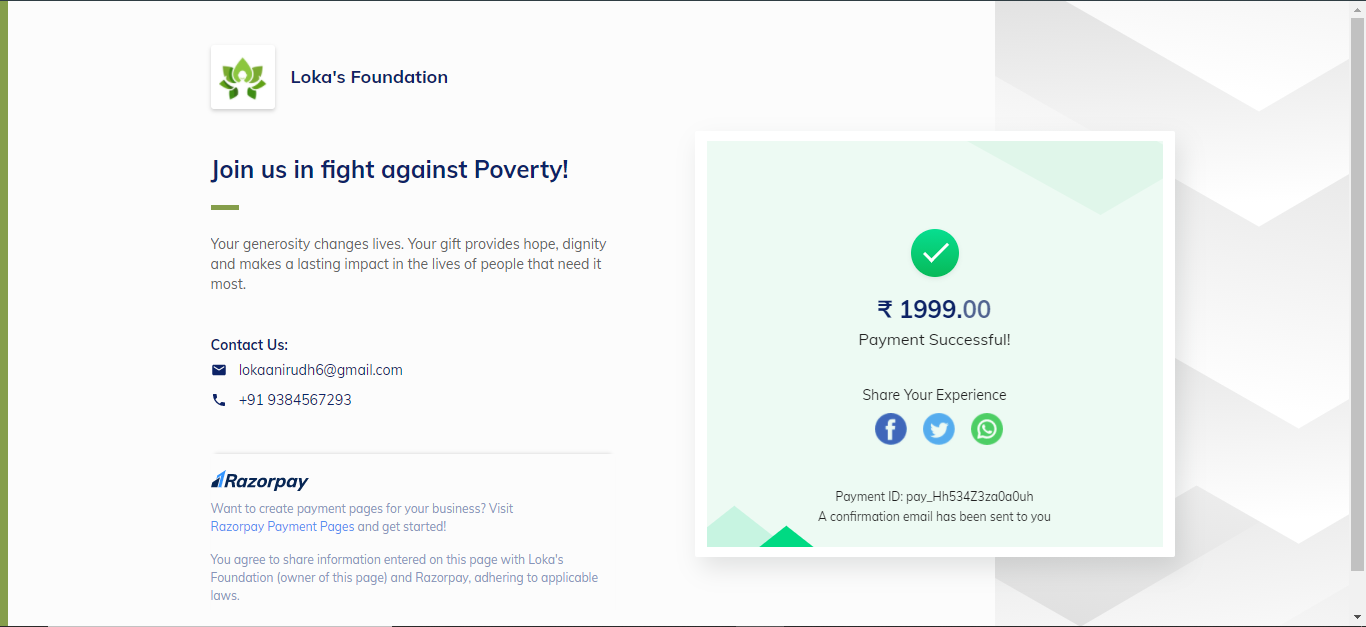 Loka's Foundation
Join us in fight against Poverty!
Your generosity changes lives. Your gift provides hope, dignity
and makes a lasting impact in the lives of people that need it
most.
Contact Us:
lokaanirudh6@gmail.com
+91 9384567293
Razorpay
Want to create payment pages for your business? Visit
Razorpay Payment Pages and get started!
You agree to share information entered on this page with Loka's
Foundation (owner of this page) and Razorpay, adhering to applicable
laws.
₹ 1999.00
Payment Successful!
Share Your Experience
Payment ID: pay_Hh534Z3za0a0uh
A confirmation email has been sent to you